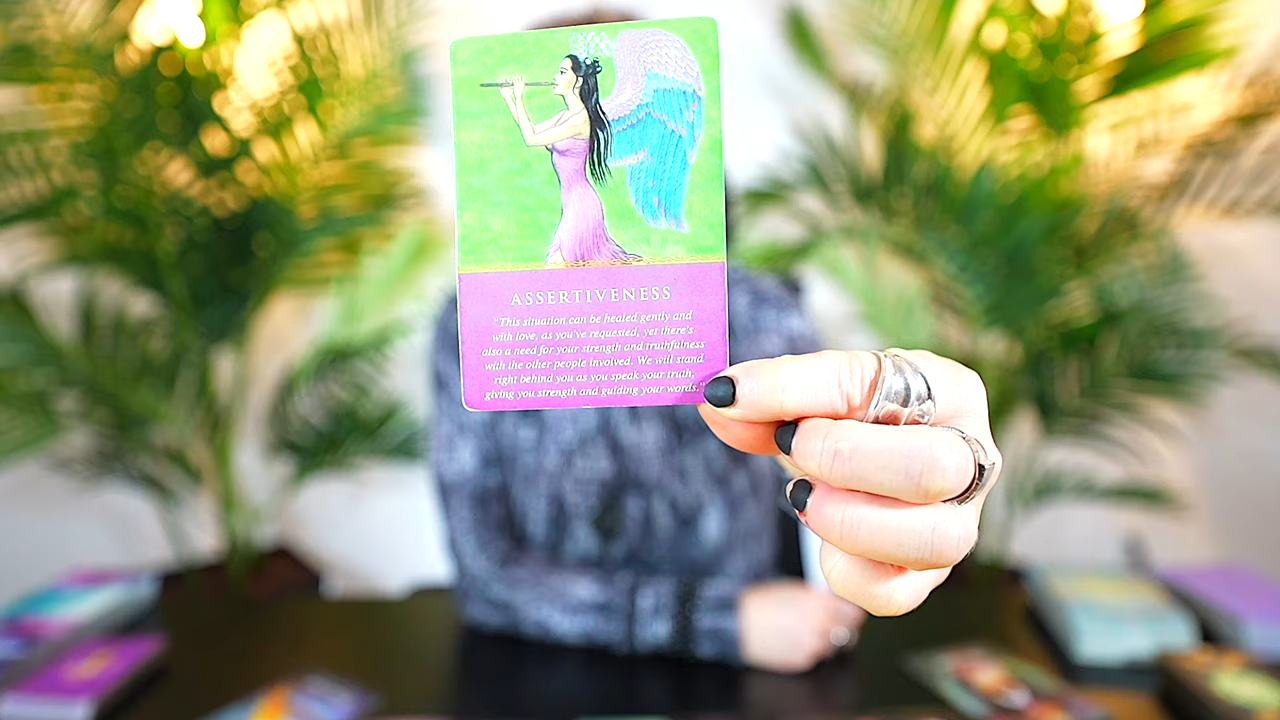 ASSERTIVENESS
"This situation can be healed gently and
with love, as you've requested, yet there's
also a need for your strength and truthfulness
with the other people involved. We will stand
right behind you as you speak your truth,
giving you strength and guiding your words."